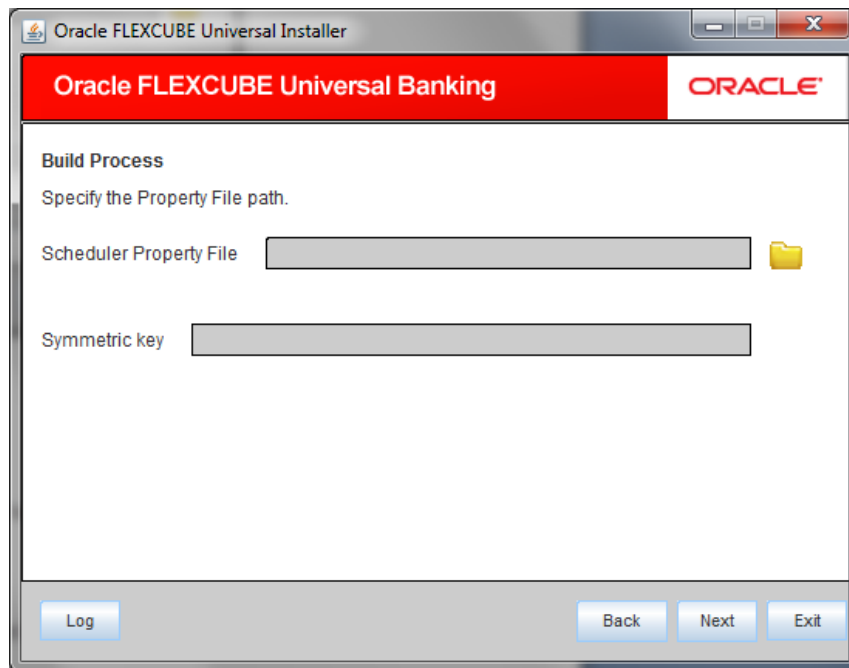 Oracle FLEXCUBE Universal Installer
Oracle FLEXCUBE Universal Banking
ORACLE
Build Process
Specify the Property File path.
Scheduler Property File
Symmetric key
Log
Back
Next
Exit